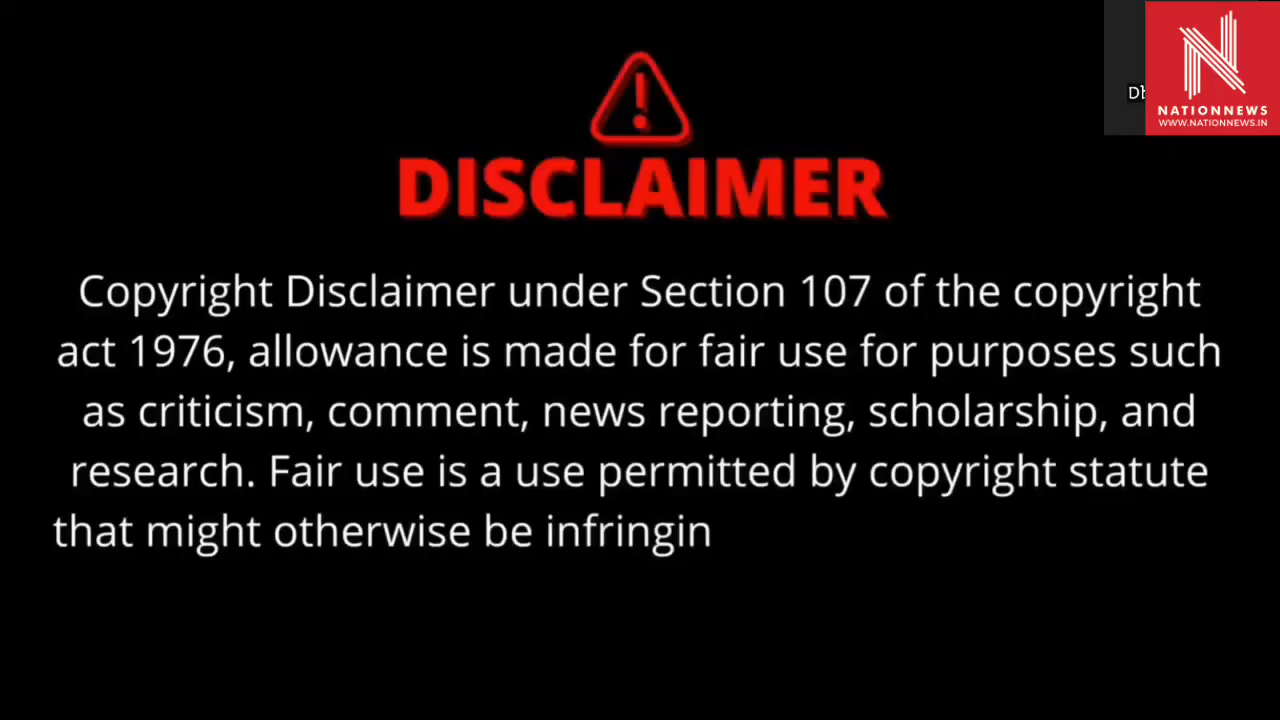 NATIONNEWS
WWW.NATIONNEWS.IN
DISCLAIMER
Copyright Disclaimer under Section 107 of the copyright
act 1976, allowance is made for fair use for purposes such
as criticism, comment, news reporting, scholarship, and
research. Fair use is a use permitted by copyright statute
that might otherwise be infringin